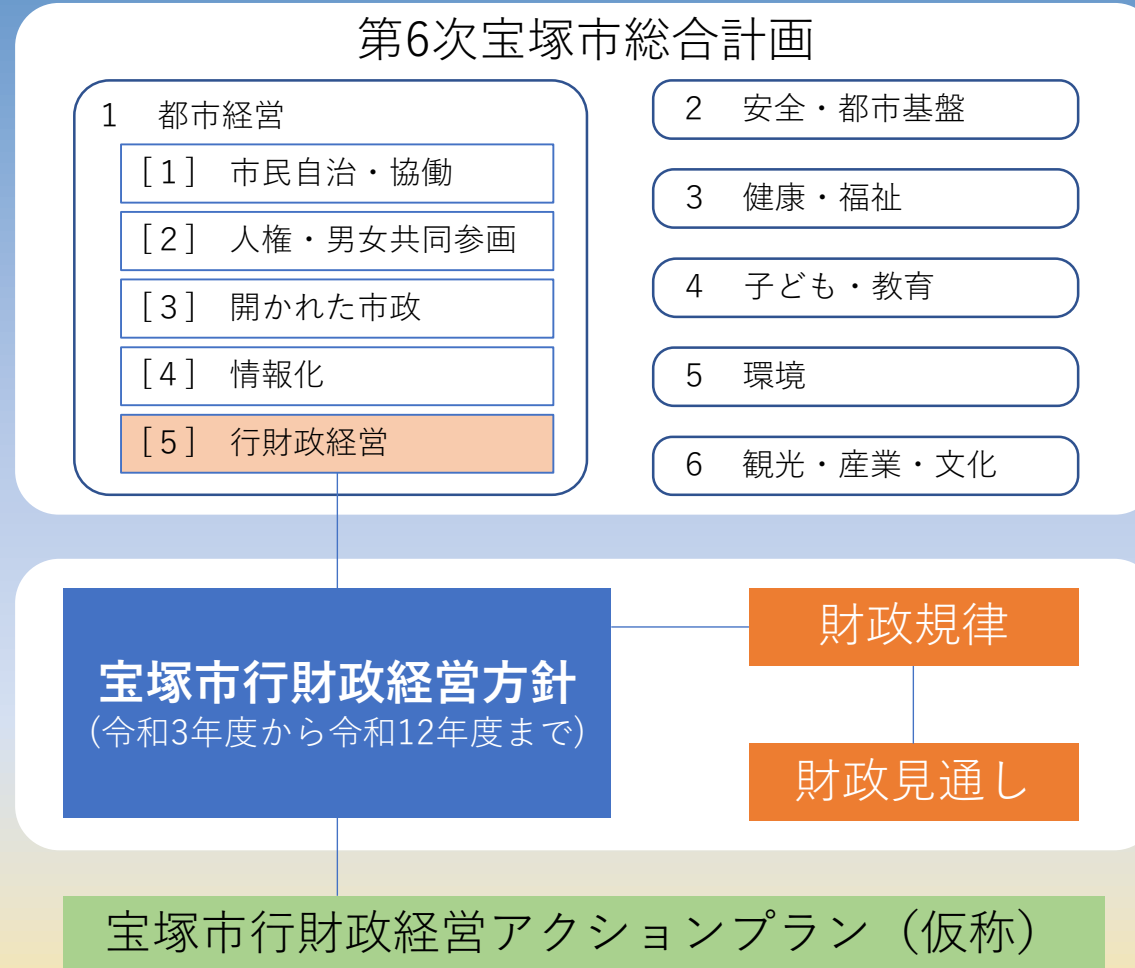 第6次宝塚市総合計画
1 都市経営
[1] 市民自治・協働
[2] 人権・男女共同参画
[3] 開かれた市政
[4] 情報化
[5] 行財政経営
2 安全・都市基盤
3 健康・福祉
4 子ども・教育
5 環境
6 観光・産業・文化
宝塚市行財政経営方針
(令和3年度から令和12年度まで)
財政規律
財政見通し
宝塚市行財政経営アクションプラン（仮称）